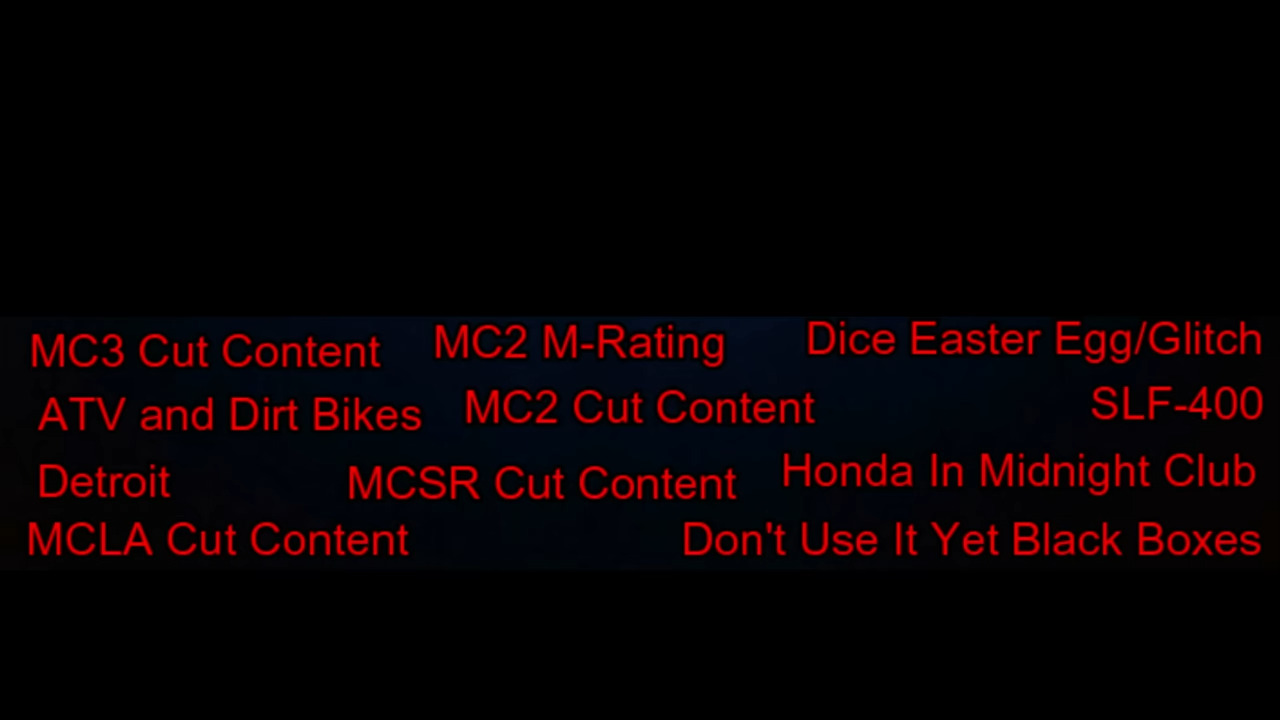 MC3 Cut Content MC2 M-Rating Dice Easter Egg/Glitch
ATV and Dirt Bikes MC2 Cut Content SLF-400
Detroit MCSR Cut Content Honda In Midnight Club
MCLA Cut Content Don't Use It Yet Black Boxes